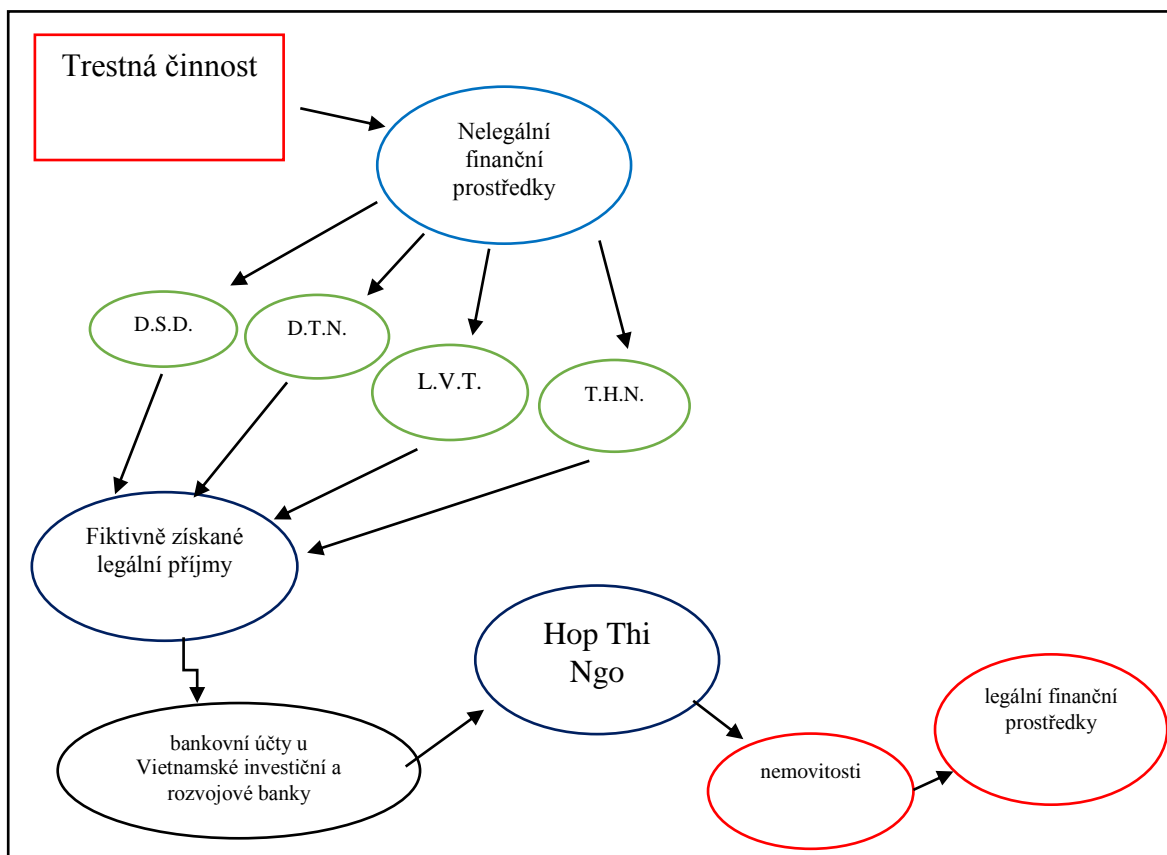 Trestná činnost
Nelegální
finanční
prostředky
D.S.D.
D.T.N.
L.V.T.
T.H.N.
Fiktivně získané
legální příjmy
Hop Thi
Ngo
legální finanční
prostředky
bankovní účty u
Vietnamské investiční a
rozvojové banky
nemovitosti